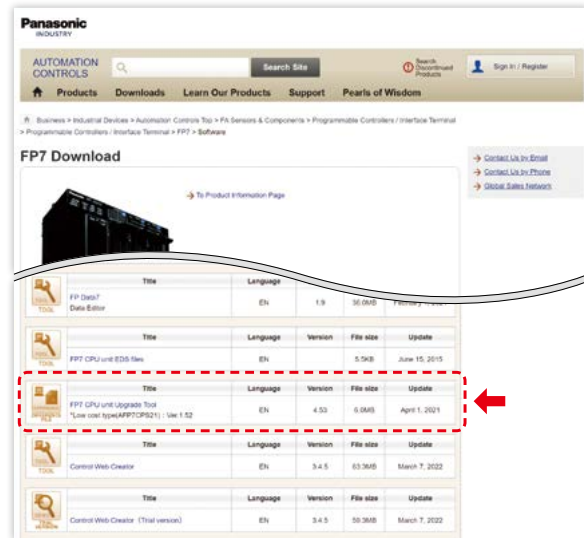 Panasonic
INDUSTRY
AUTOMATION
CONTROLS
Search Site
Search
Discontinued
Products
Sign In / Register
Products Downloads Learn Our Products Support Pearls of Wisdom
Business > Industrial Devices > Automation Controls Top > FA Sensors & Components > Programmable Controllers / Interface Terminal
> Programmable Controllers / Interface Terminal > FP7 > Software
FP7 Download
Contact Us by Email
Contact Us by Phone
Global Sales Network
To Product Information Page
Title Language
TOOL
FP Data7
Data Editor
EN 1.9 36.0MB
Title Language Version File size Update
TOOL
FP7 CPU unit EDS files EN 5.5KB June 15, 2015
Title Language Version File size Update
FP7 CPU unit Upgrade Tool
*Low cost type(AFP7CPS21) : Ver.1.52
EN 4.53 6.0MB April 1, 2021
Title Language Version File size Update
TOOL
Control Web Creator EN 3.4.5 63.3MB March 7, 2022
Title Language Version File size Update
TRIAL
VERSION
Control Web Creator (Trial version) EN 3.4.5 59.3MB March 7, 2022